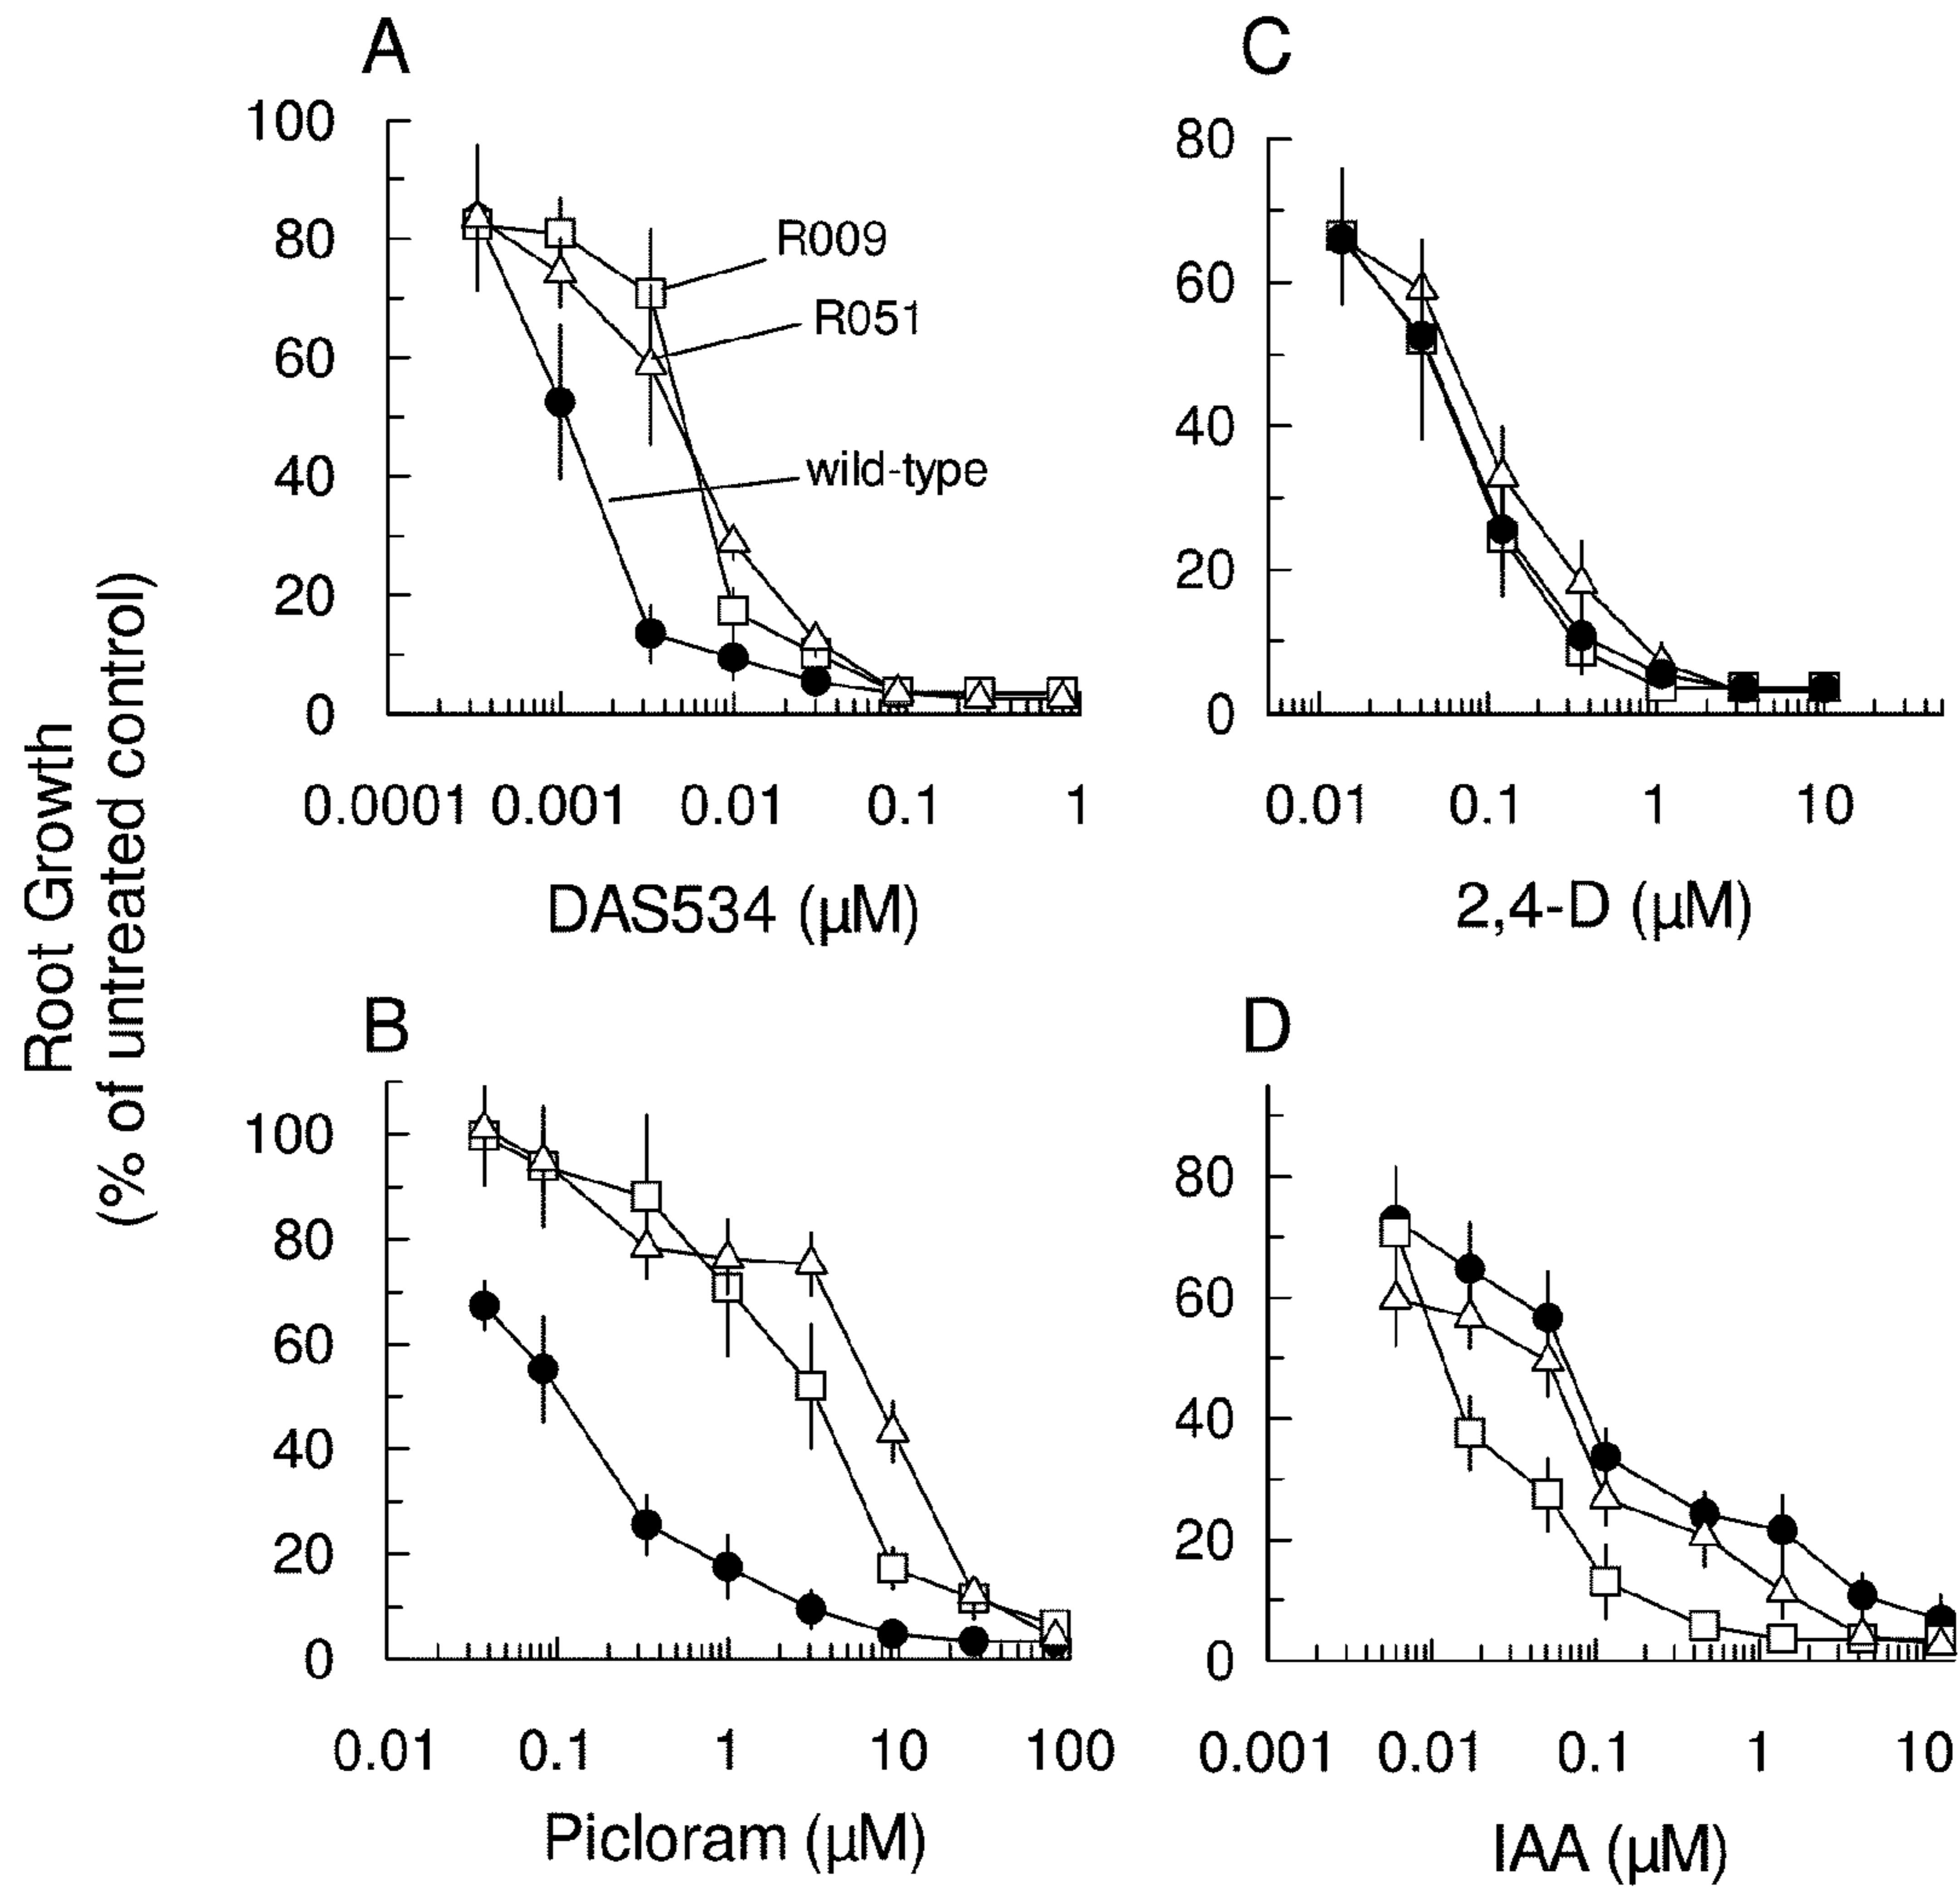 Root Growth
(% of untreated control)
A
100
80
60
40
20
0
R009
R051
wild-type
0.0001 0.001 0.01 0.1 1
DAS534 (µM)
C
80
60
40
20
0
0.01 0.1 1 10
2,4-D (µM)
B
100
80
60
40
20
0
0.01 0.1 1 10 100
Picloram (µM)
D
80
60
40
20
0
0.001 0.01 0.1 1 10
IAA (µM)